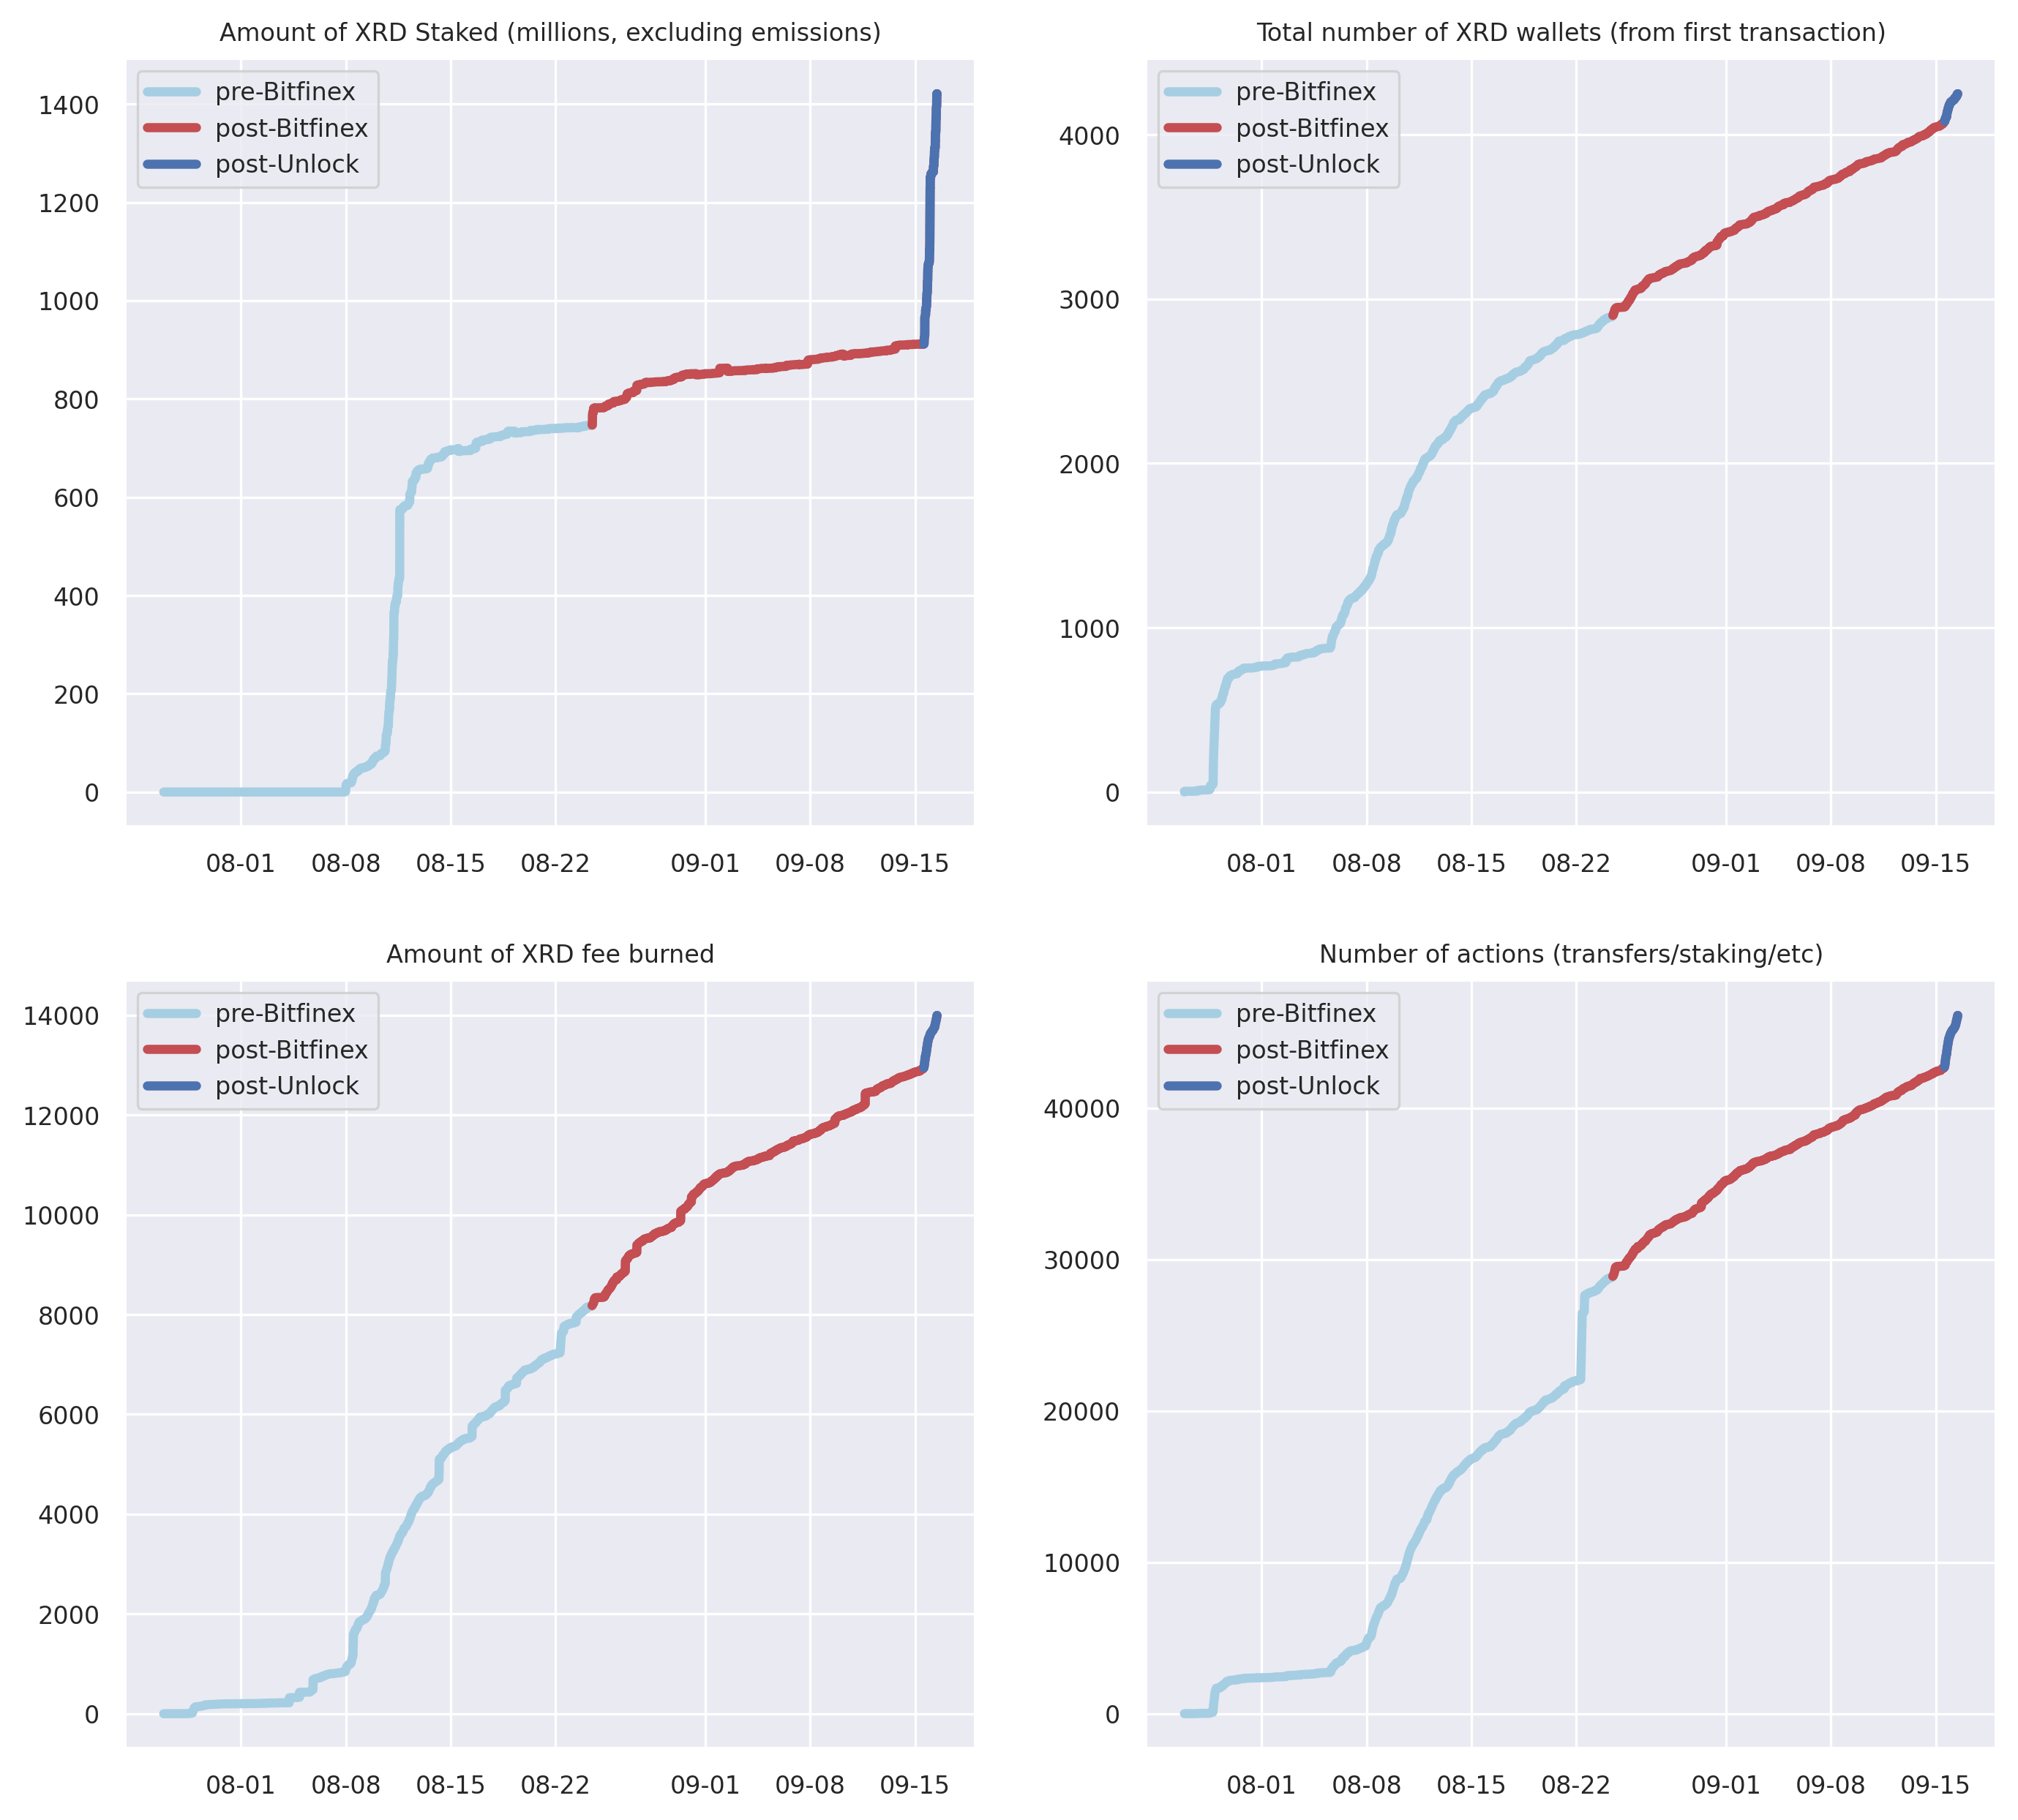 Amount of XRD Staked (millions, excluding emissions)
pre-Bitfinex
post-Bitfinex
post-Unlock
1400
1200
1000
800
600
400
200
0
08-01 08-08 08-15 08-22 09-01 09-08 09-15
Total number of XRD wallets (from first transaction)
pre-Bitfinex
post-Bitfinex
post-Unlock
4000
3000
2000
1000
0
08-01 08-08 08-15 08-22 09-01 09-08 09-15
Amount of XRD fee burned
pre-Bitfinex
post-Bitfinex
post-Unlock
14000
12000
10000
8000
6000
4000
2000
0
08-01 08-08 08-15 08-22 09-01 09-08 09-15
Number of actions (transfers/staking/etc)
pre-Bitfinex
post-Bitfinex
post-Unlock
40000
30000
20000
10000
0
08-01 08-08 08-15 08-22 09-01 09-08 09-15